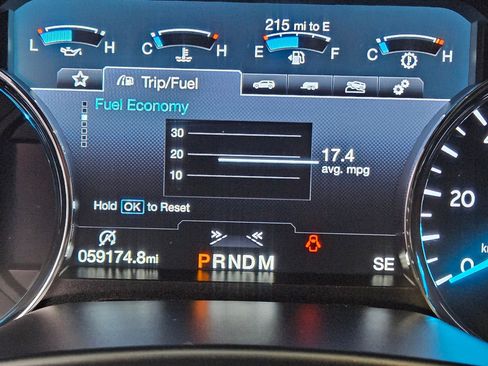 215 mi to E
L H C H E F C H
Trip/Fuel
Fuel Economy
30
20
10
17.4
avg. mpg
Hold OK to Reset
059174.8mi
PRNDM
SE
20
0